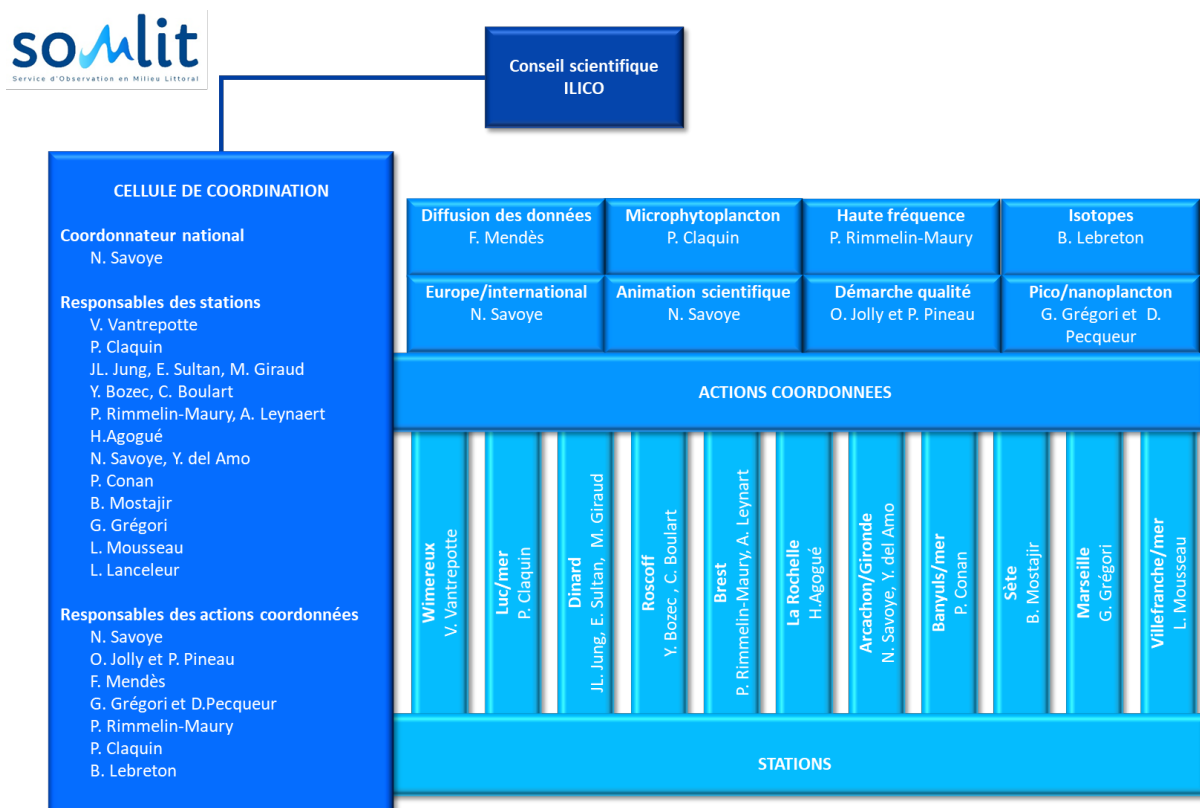 somlit
Service d'Observation en Milieu Littoral
Conseil scientifique
ILICO
CELLULE DE COORDINATION
Coordonnateur national
N. Savoye
Responsables des stations
V. Vantrepotte
P. Claquin
JL. Jung, E. Sultan, M. Giraud
Y. Bozec, C. Boulart
P. Rimmelin-Maury, A. Leynaert
H.Agogué
N. Savoye, Y. del Amo
P. Conan
B. Mostajir
G. Grégori
L. Mousseau
L. Lanceleur
Responsables des actions coordonnées
N. Savoye
O. Jolly et P. Pineau
F. Mendès
G. Grégori et D.Pecqueur
P. Rimmelin-Maury
P. Claquin
B. Lebreton
Diffusion des données
F. Mendès
Microphytoplancton
P. Claquin
Haute fréquence
P. Rimmelin-Maury
Isotopes
B. Lebreton
Europe/international
N. Savoye
Animation scientifique
N. Savoye
Démarche qualité
O. Jolly et P. Pineau
Pico/nanoplancton
G. Grégori et D.
Pecqueur
ACTIONS COORDONNEES
Wimereux
V. Vantrepotte
Luc/mer
P. Claquin
Dinard
JL. Jung, E. Sultan, M. Giraud
Roscoff
Y. Bozec , C. Boulart
Brest
P. Rimmelin-Maury, A. Leynart
La Rochelle
H.Agogué
Arcachon/Gironde
N. Savoye, Y. del Amo
Banyuls/mer
P. Conan
Sète
B. Mostajir
Marseille
G. Grégori
Villefranche/mer
L. Mousseau
STATIONS